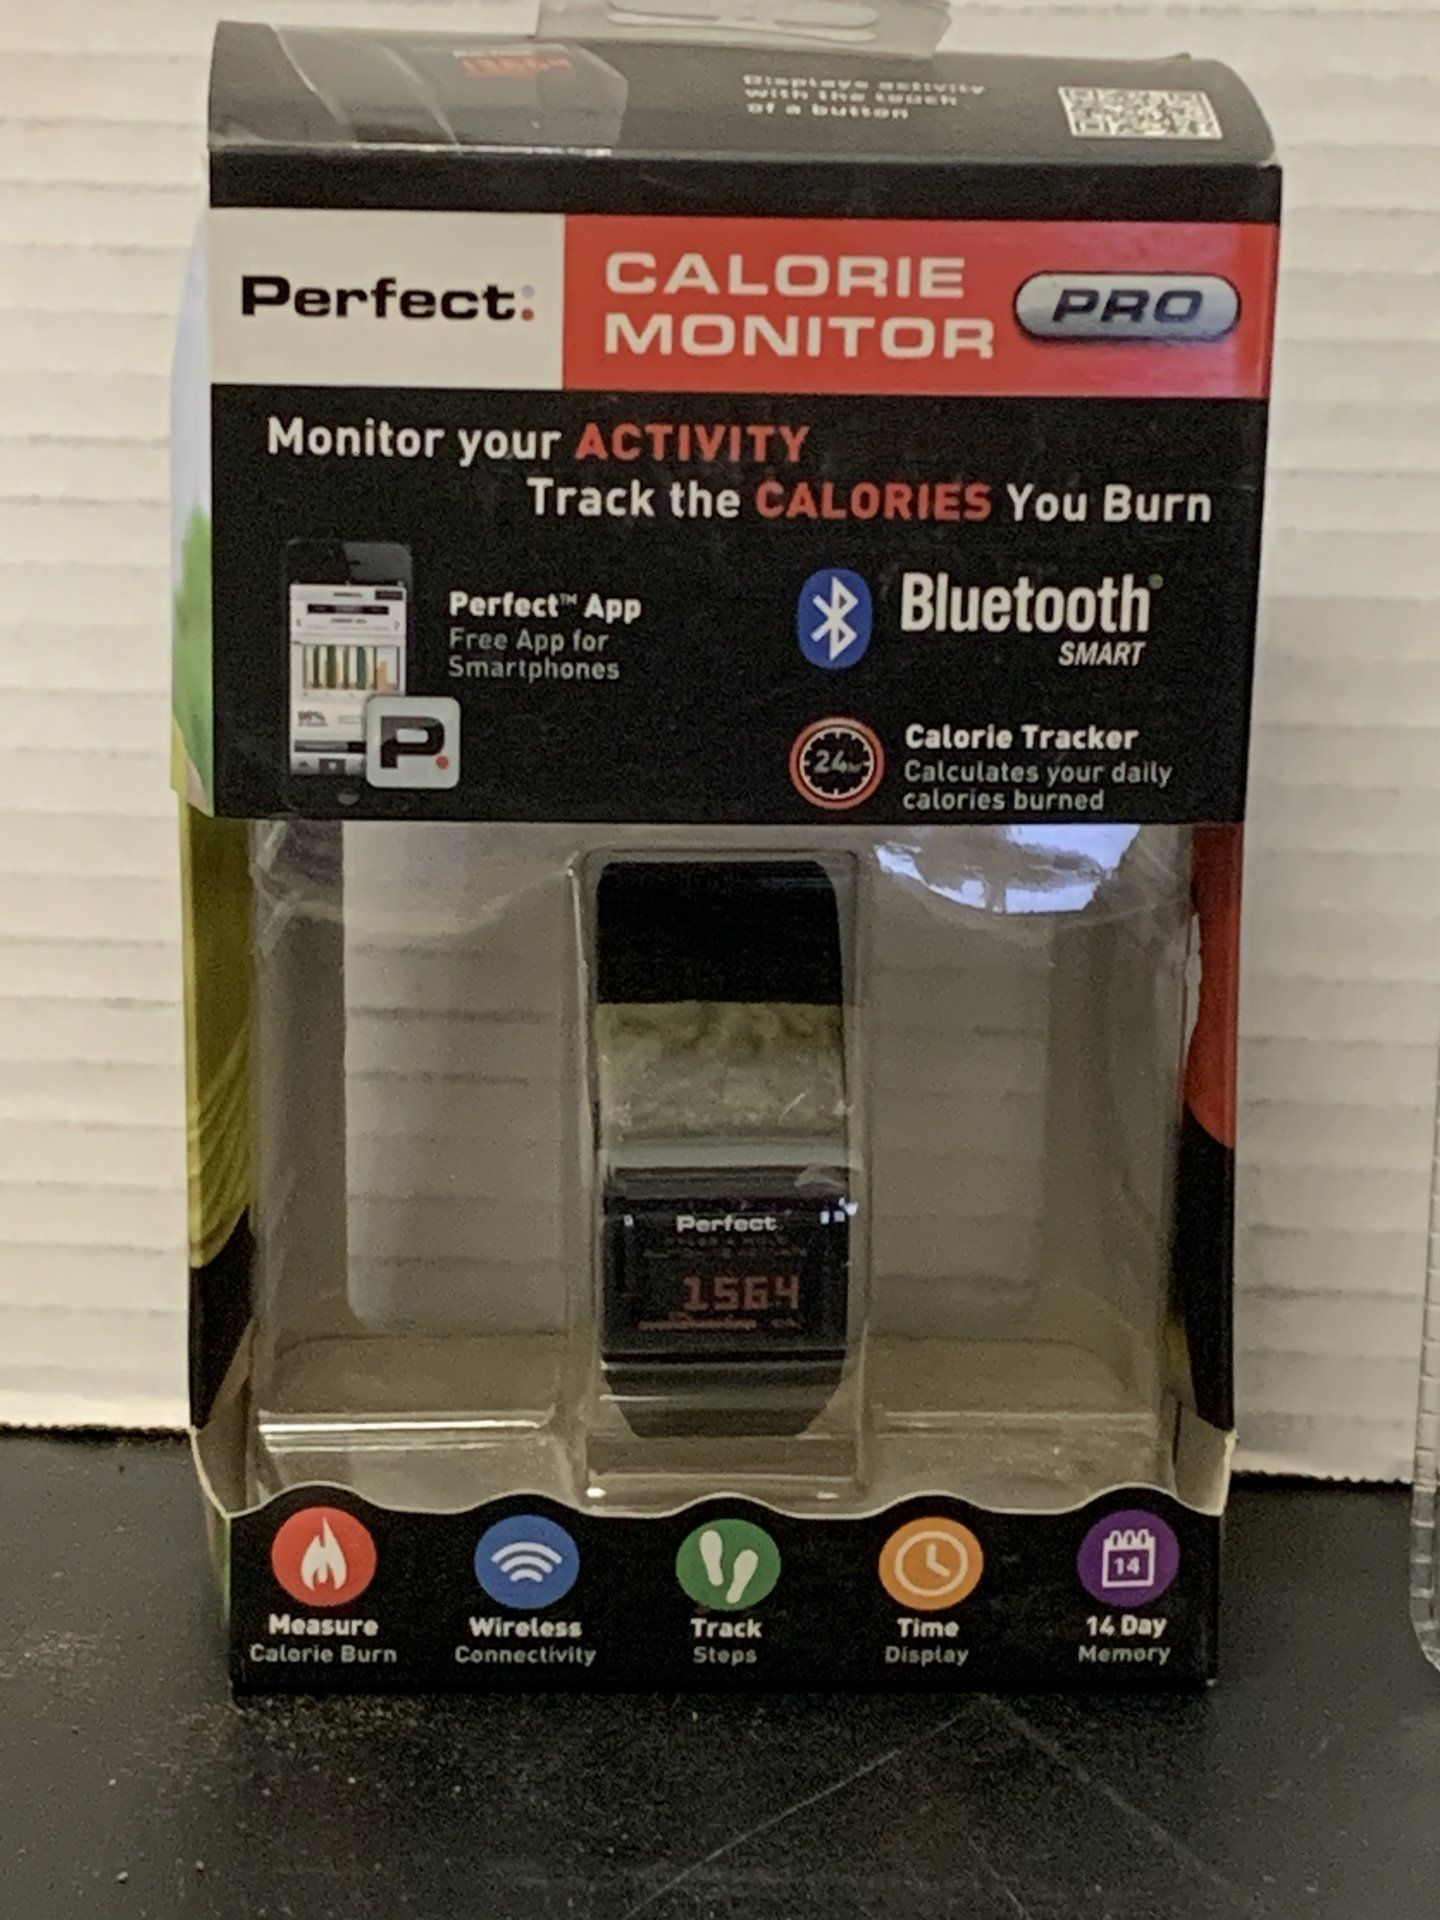 Displays activity
with the touch
of a button
Perfect:
CALORIE
MONITOR
PRO
Monitor your ACTIVITY
Track the CALORIES You Burn
Perfect™ App
Free App for
Smartphones
P.
Bluetooth®
SMART
24hr
Calorie Tracker
Calculates your daily
calories burned
Perfect
1564
14
Measure
Calorie Burn
Wireless
Connectivity
Track
Steps
Time
Display
14 Day
Memory